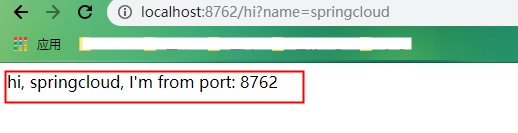 localhost:8762/hi?name=springcloud
应用
hi, springcloud, I'm from port: 8762